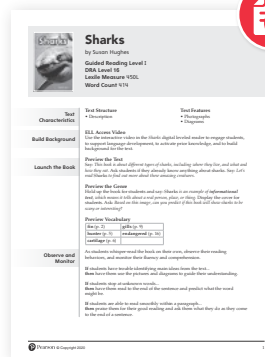 Sharks
Sharks
by Susan Hughes
Guided Reading Level I
DRA Level 16
Lexile Measure 450L
Word Count 474
Text
Characteristics
Text Structure
• Description
Text Features
• Photographs
• Diagrams
Build Background
ELL Access Video
Use the interactive video in the Sharks digital leveled reader to engage students,
to support language development, to activate prior knowledge, and to build
background for the text.
Launch the Book
Preview the Text
Say: This book is about different types of sharks, including where they live, and what and
how they eat. Ask students if they already know anything about sharks. Say: Let's
read Sharks to find out more about these amazing creatures.
Preview the Genre
Hold up the book for students and say: Sharks is an example of informational
text, which means it tells about a real person, place, or thing. Display the cover for
students. Ask: Based on this image, can you predict if this book will show sharks to be
scary or interesting?
Preview Vocabulary
fin (p. 2)
gills (p. 9)
hunter (p. 3)
endangered (p. 16)
cartilage (p. 6)
Observe and
Monitor
As students whisper-read the book on their own, observe their reading
behaviors, and monitor their fluency and comprehension.
If students have trouble identifying main ideas from the text...
then have them use the pictures and diagrams to guide their understanding.
If students stop at unknown words...
then have them read to the end of the sentence and predict what the word
might be.
If students are able to read smoothly within a paragraph...
then praise them for their good reading and ask them what they do as they come
to the end of a sentence.
Pearson © Copyright 2020
1